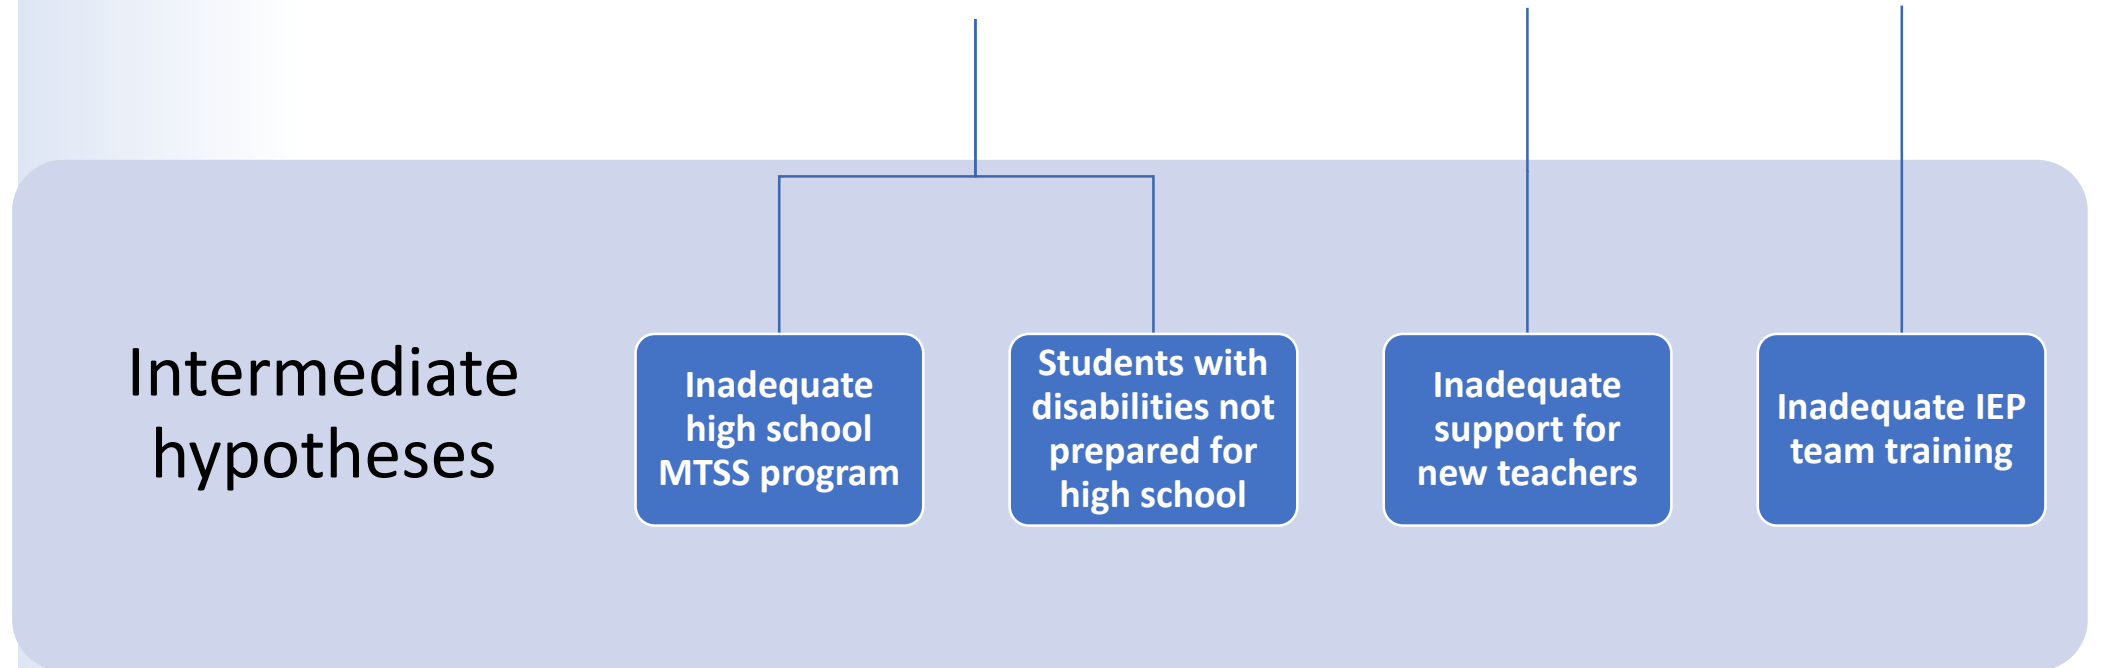 Intermediate
hypotheses
Inadequate
high school
MTSS program
Students with
disabilities not
prepared for
high school
Inadequate
support for
new teachers
Inadequate IEP
team training